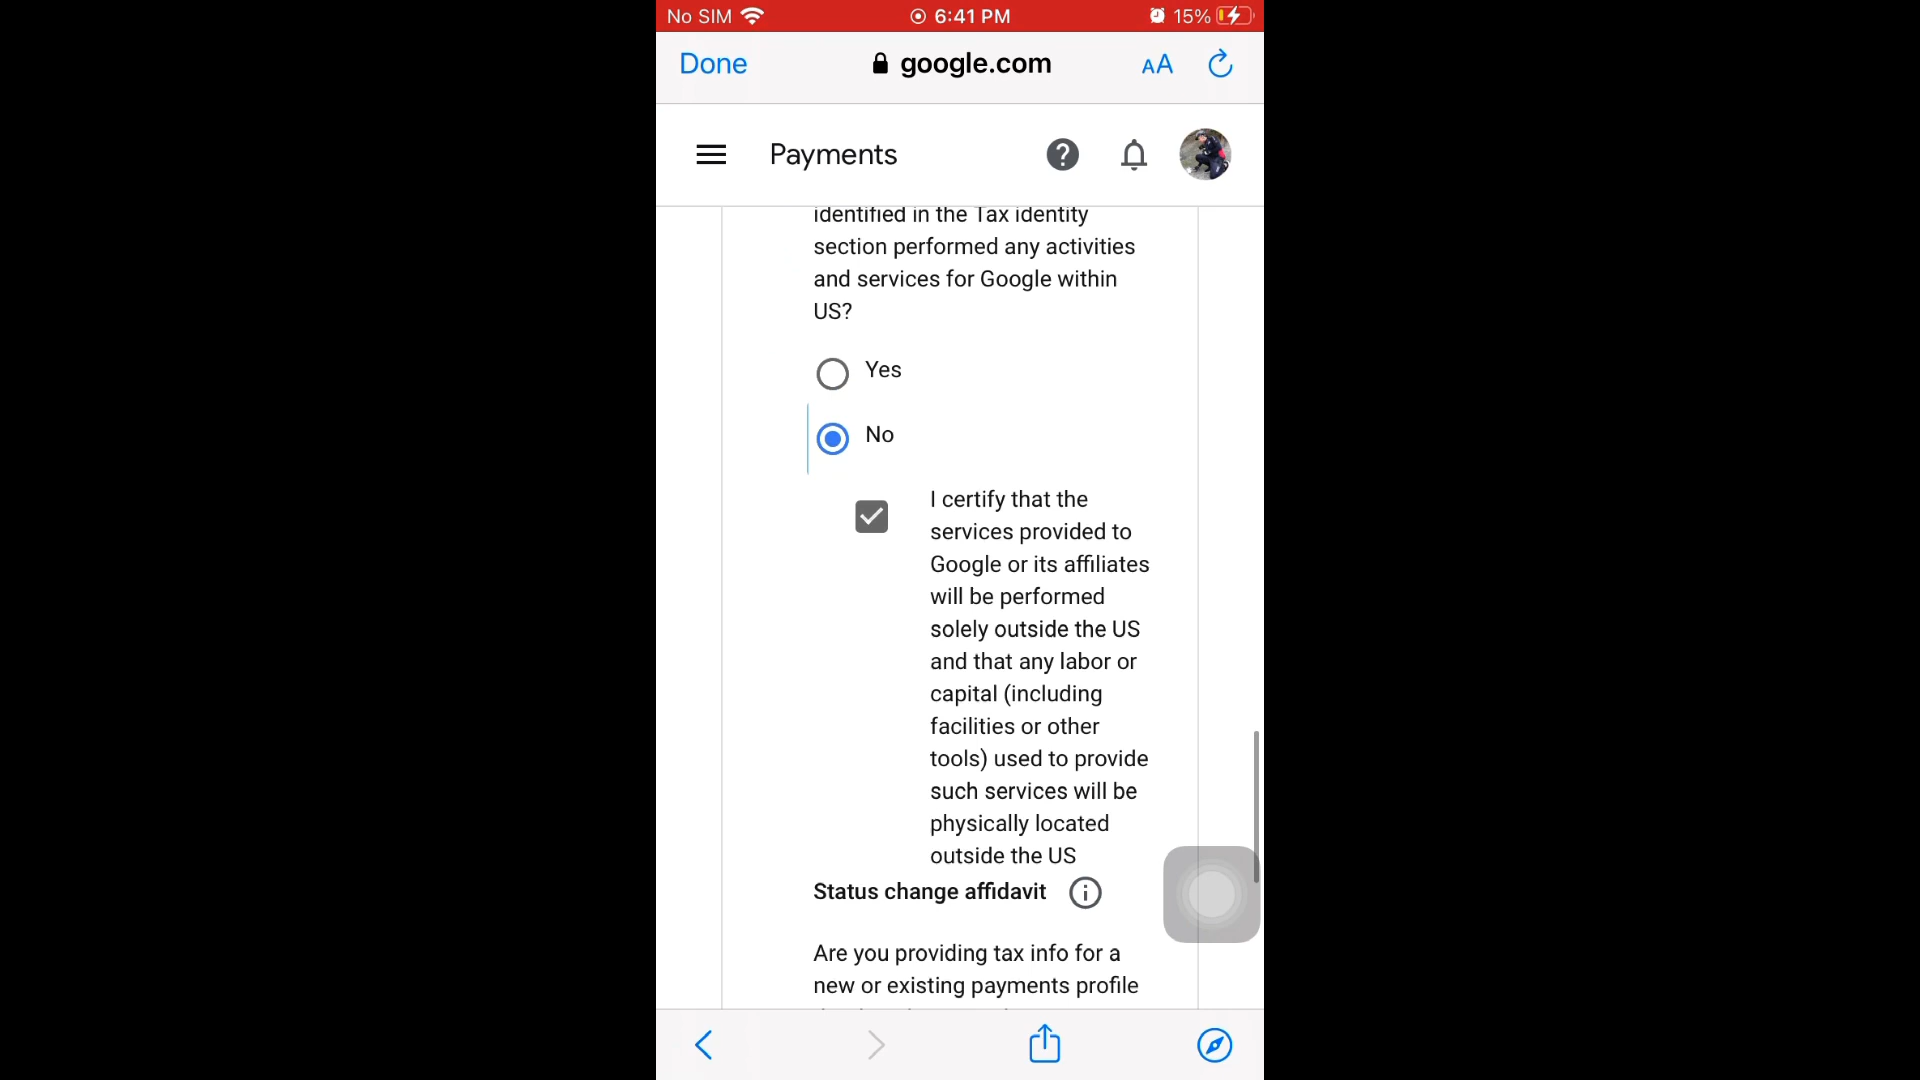 No SIM 6:41 PM 15%
Done google.com AA
Payments
identified in the Tax identity
section performed any activities
and services for Google within
US?
Yes
No
I certify that the
services provided to
Google or its affiliates
will be performed
solely outside the US
and that any labor or
capital (including
facilities or other
tools) used to provide
such services will be
physically located
outside the US
Status change affidavit
Are you providing tax info for a
new or existing payments profile